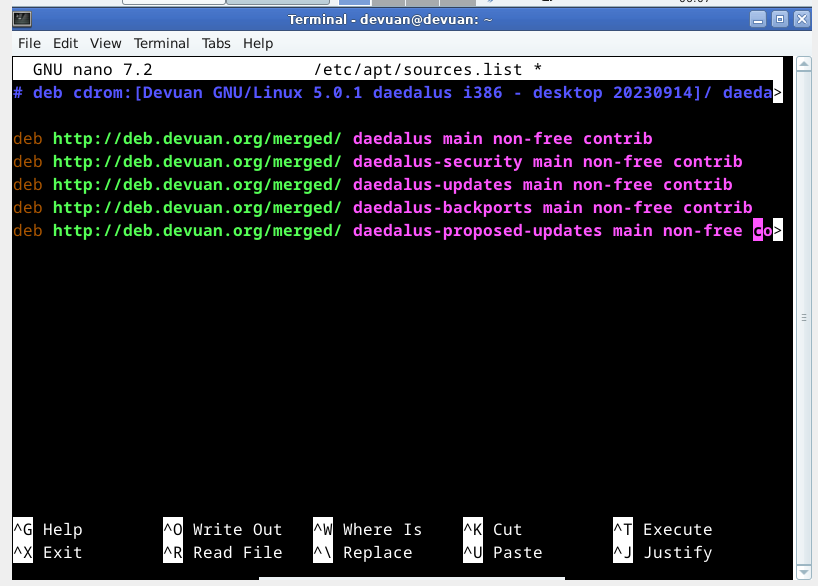 Terminal - devuan@devuan: ~
File Edit View Terminal Tabs Help
GNU nano 7.2 /etc/apt/sources.list *
# deb cdrom:[Devuan GNU/Linux 5.0.1 daedalus i386 - desktop 20230914]/ daeda>
deb http://deb.devuan.org/merged/ daedalus main non-free contrib
deb http://deb.devuan.org/merged/ daedalus-security main non-free contrib
deb http://deb.devuan.org/merged/ daedalus-updates main non-free contrib
deb http://deb.devuan.org/merged/ daedalus-backports main non-free contrib
deb http://deb.devuan.org/merged/ daedalus-proposed-updates main non-free co>
^G Help ^O Write Out ^W Where Is ^K Cut ^T Execute
^X Exit ^R Read File ^\ Replace ^U Paste ^J Justify